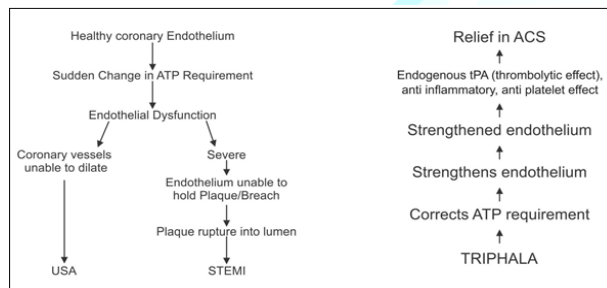 Healthy coronary Endothelium
Sudden Change in ATP Requirement
Endothelial Dysfunction
Coronary vessels
unable to dilate
Severe
Endothelium unable to
hold Plaque/Breach
Plaque rupture into lumen
USA
STEMI
Relief in ACS
Endogenous tPA (thrombolytic effect),
anti inflammatory, anti platelet effect
Strengthened endothelium
Strengthens endothelium
Corrects ATP requirement
TRIPHALA